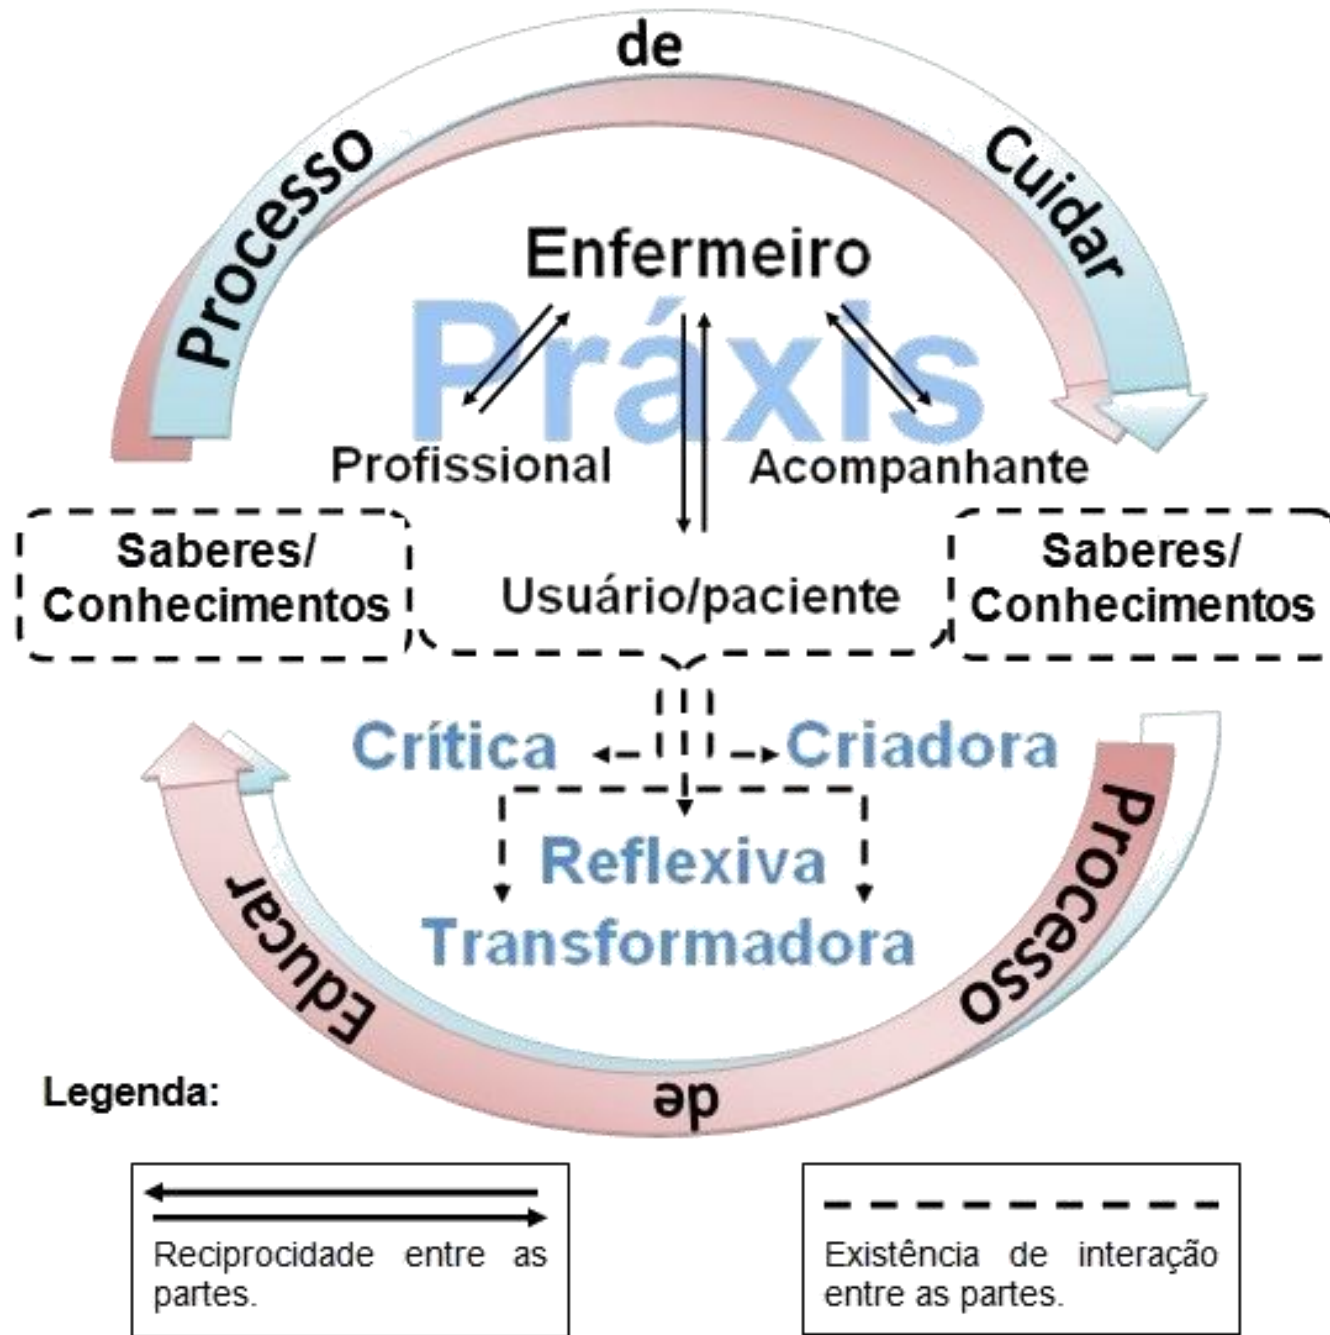 Processo de Cuidar
Enfermeiro
Práxis
Profissional
Acompanhante
Saberes/
Conhecimentos
Usuário/paciente
Saberes/
Conhecimentos
Crítica
Criadora
Reflexiva
Transformadora
Processo de Educar
Legenda:
Reciprocidade entre as
partes.
Existência de interação
entre as partes.